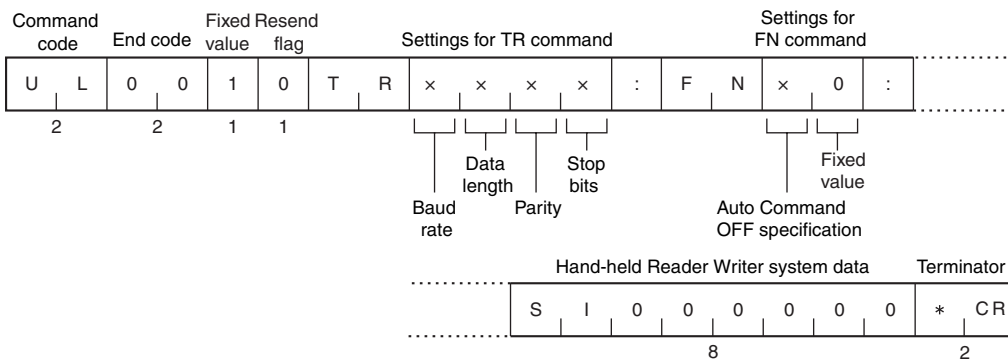 Command code
End code
Fixed value
Resend flag
Settings for TR command
Settings for FN command
U L 0 0 1 0 T R × × × × : F N × 0 :
2 2 1 1
Baud rate
Data length
Parity
Stop bits
Auto Command OFF specification
Fixed value
Hand-held Reader Writer system data
Terminator
S I 0 0 0 0 0 0 * CR
8 2